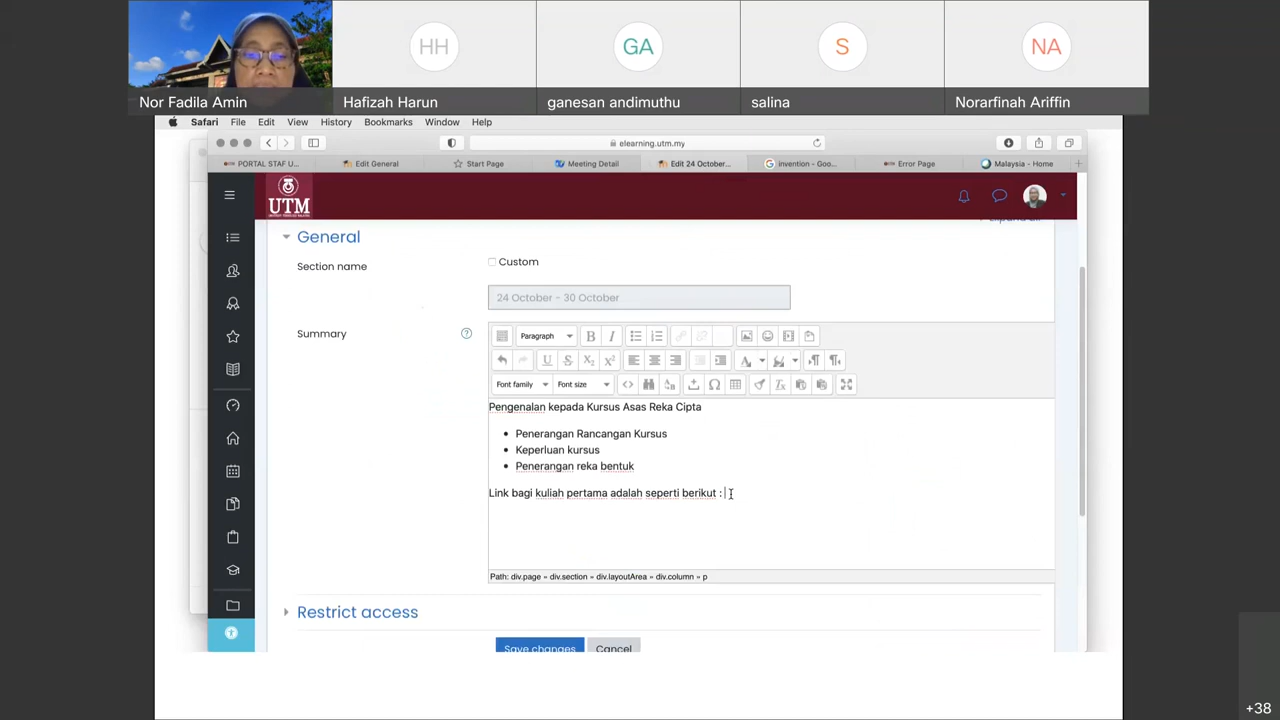 HH
GA
S
NA
Nor Fadila Amin
Hafizah Harun
ganesan andimuthu
salina
Norarfinah Ariffin
Safari File Edit View History Bookmarks Window Help
elearning.utm.my
PORTAL STAF U...
Edit General
Start Page
Meeting Detail
Edit 24 October...
invention - Goo...
Error Page
Malaysia - Home
UTM
UNIVERSITI TEKNOLOGI MALAYSIA
General
Section name
Custom
24 October - 30 October
Summary
Paragraph
Font family
Font size
Pengenalan kepada Kursus Asas Reka Cipta
• Penerangan Rancangan Kursus
• Keperluan kursus
• Penerangan reka bentuk
Link bagi kuliah pertama adalah seperti berikut :
Path: div.page » div.section » div.layoutArea » div.column » p
Restrict access
Save changes
Cancel
+38